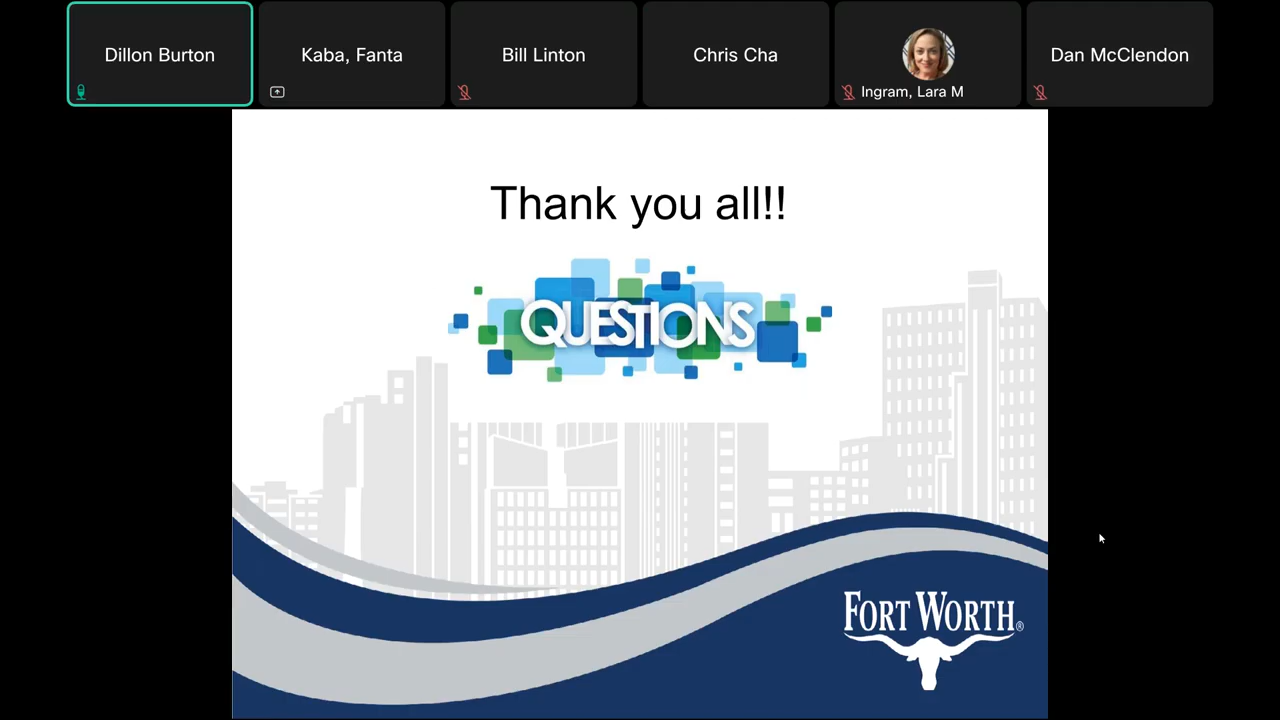 Dillon Burton
Kaba, Fanta
Bill Linton
Chris Cha
Ingram, Lara M
Dan McClendon
Thank you all!!
QUESTIONS
FORT WORTH®